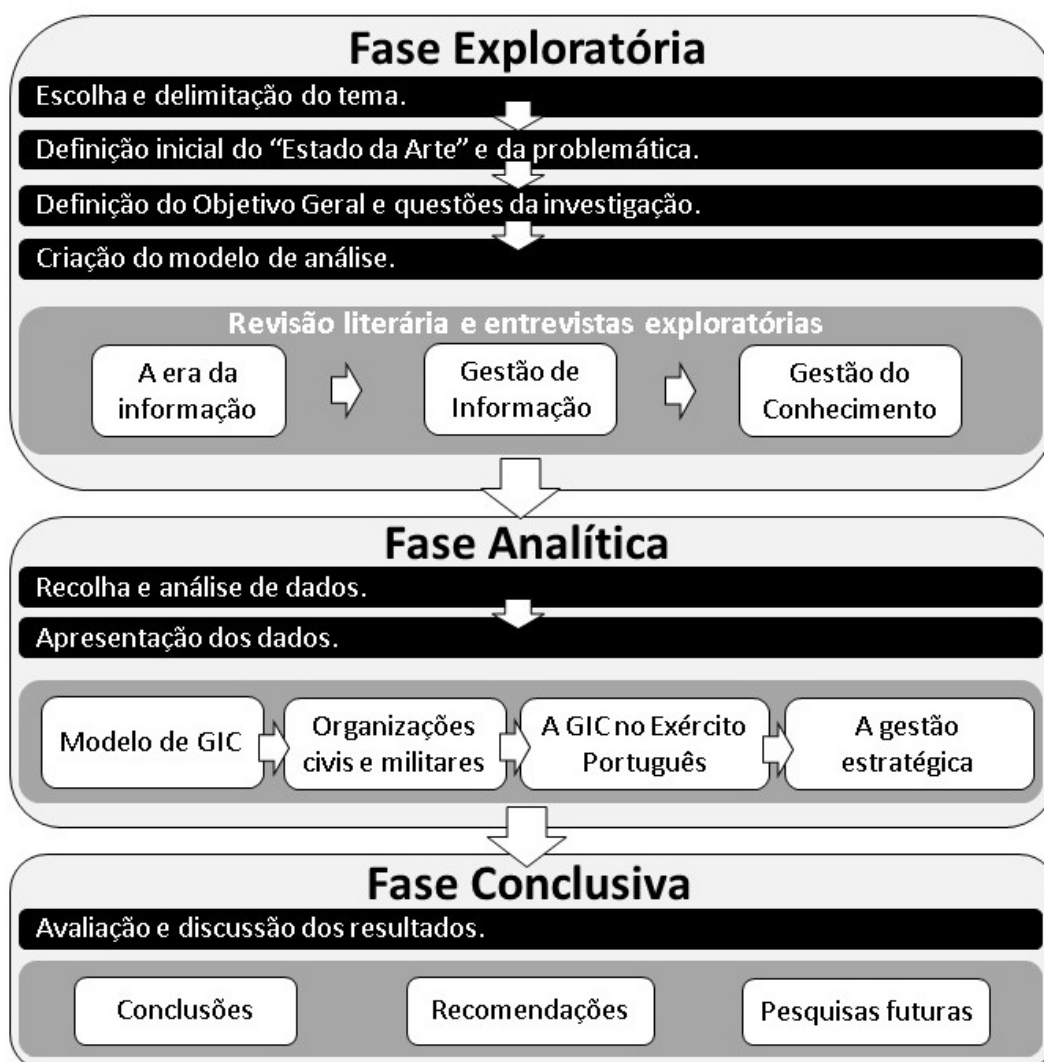 Fase Exploratória
Escolha e delimitação do tema.
Definição inicial do “Estado da Arte” e da problemática.
Definição do Objetivo Geral e questões da investigação.
Criação do modelo de análise.
Revisão literária e entrevistas exploratórias
A era da
informação
Gestão de
Informação
Gestão do
Conhecimento
Fase Analítica
Recolha e análise de dados.
Apresentação dos dados.
Modelo de GIC
Organizações
civis e militares
A GIC no Exército
Português
A gestão
estratégica
Fase Conclusiva
Avaliação e discussão dos resultados.
Conclusões
Recomendações
Pesquisas futuras